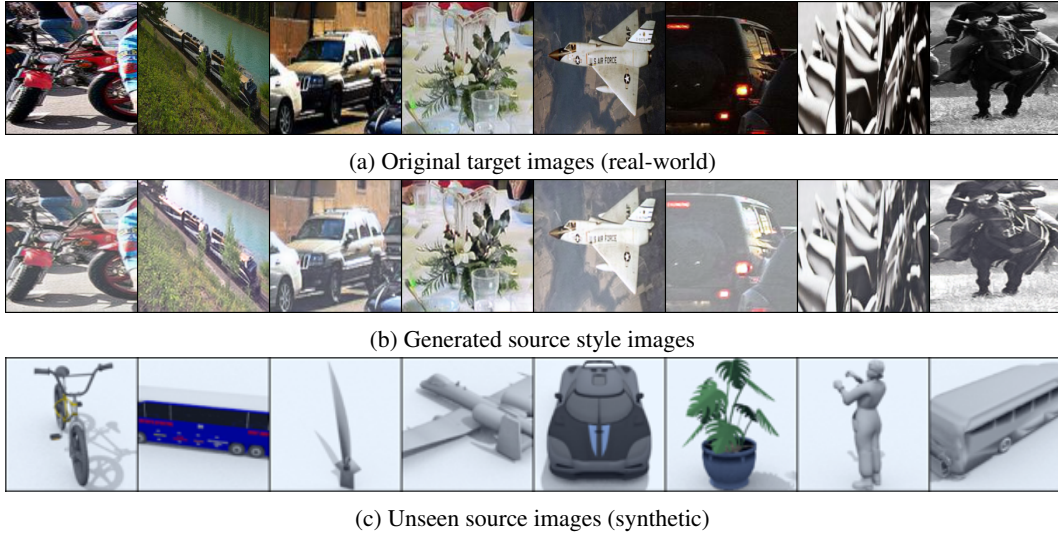 U.S. AIR FORCE
(a) Original target images (real-world)
U.S. AIR FORCE
(b) Generated source style images
(c) Unseen source images (synthetic)